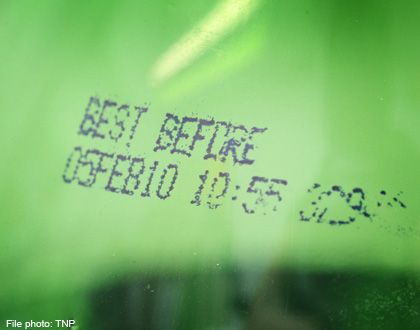 BEST BEFORE
05FEB10 10:55
File photo: TNP